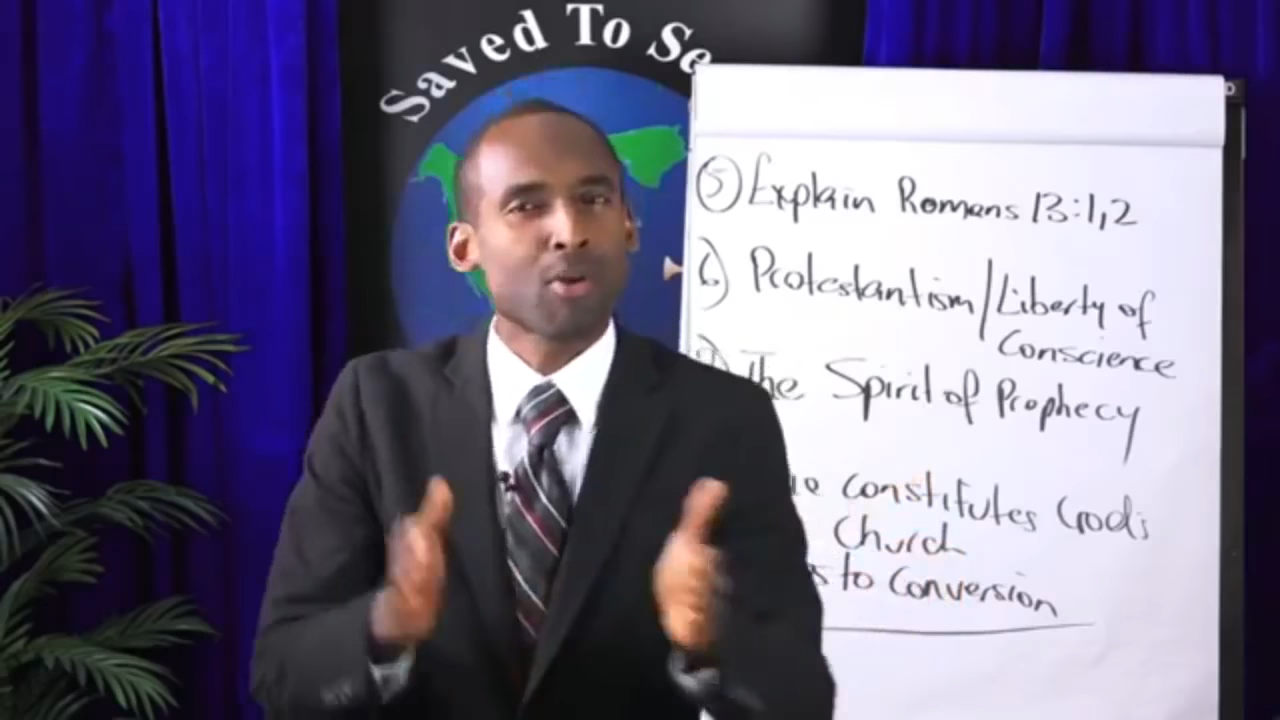 Saved To Se
⑤ Explain Romans 13:1,2
6) Protestantism/Liberty of
Conscience
The Spirit of Prophecy
constitutes God's
Church
to Conversion